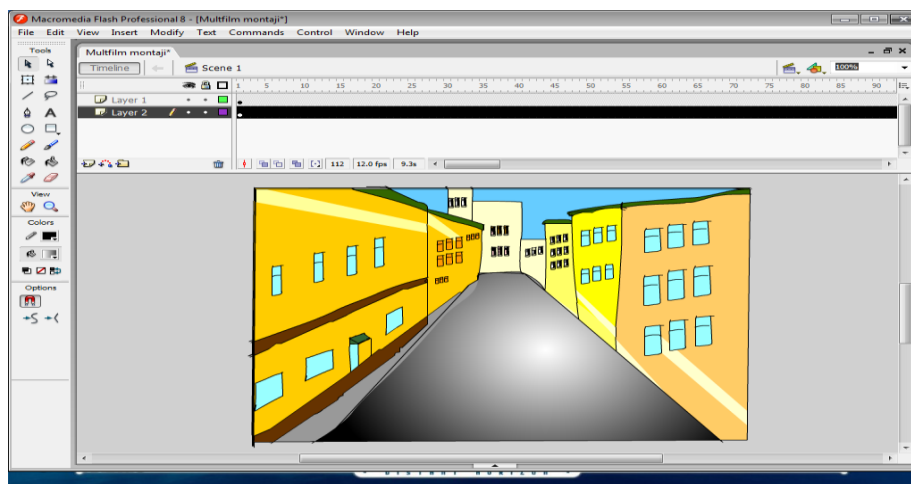 Macromedia Flash Professional 8 - [Multfilm montaji*]
File Edit View Insert Modify Text Commands Control Window Help
Tools
Multfilm montaji*
Timeline Scene 1 100%
1 5 10 15 20 25 30 35 40 45 50 55 60 65 70 75 80 85 90
Layer 1
Layer 2
112 12.0 fps 9.3s
View
Colors
Options